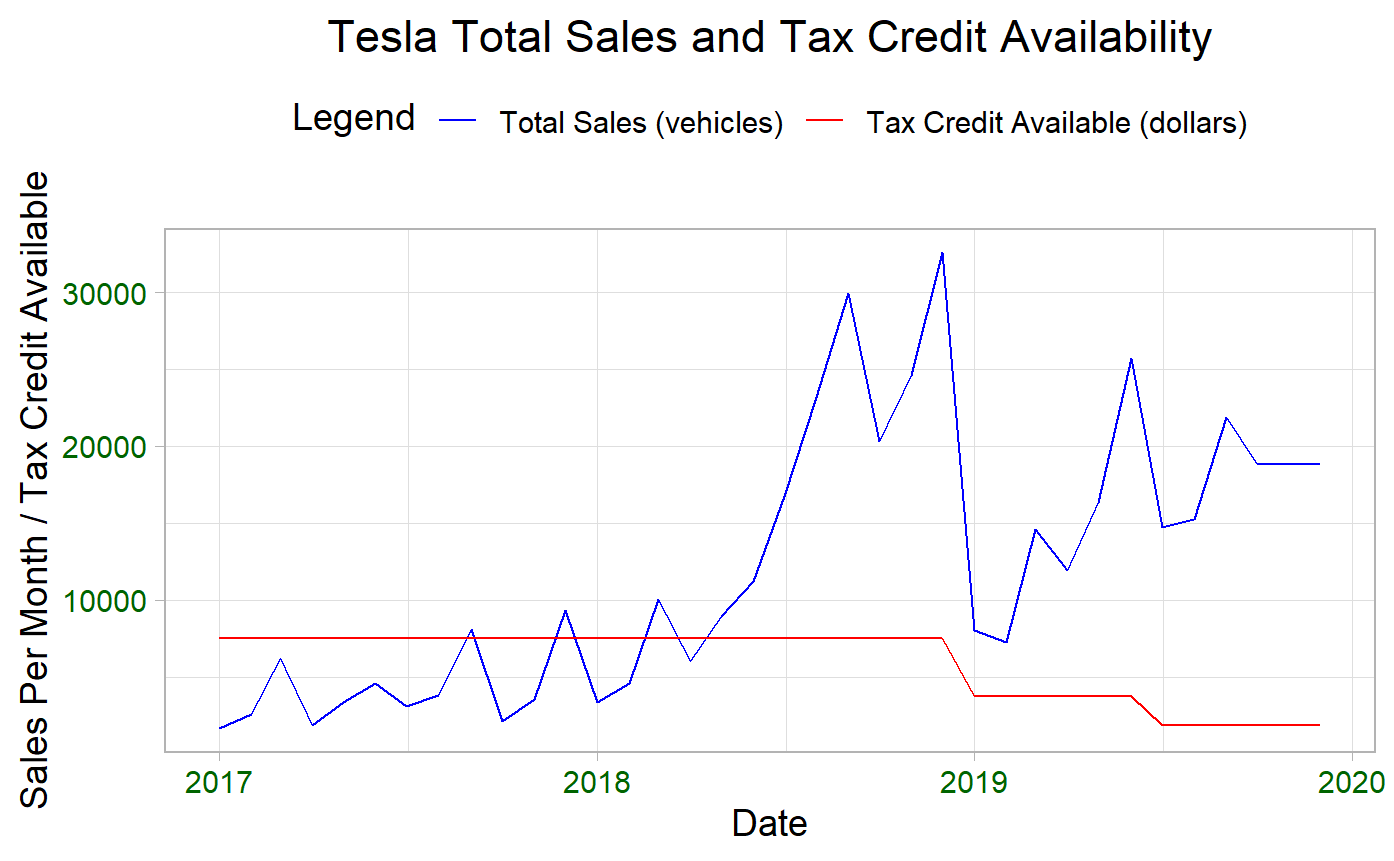 Tesla Total Sales and Tax Credit Availability
Legend Total Sales (vehicles) Tax Credit Available (dollars)
Sales Per Month / Tax Credit Available
30000
20000
10000
2017 2018 2019 2020
Date